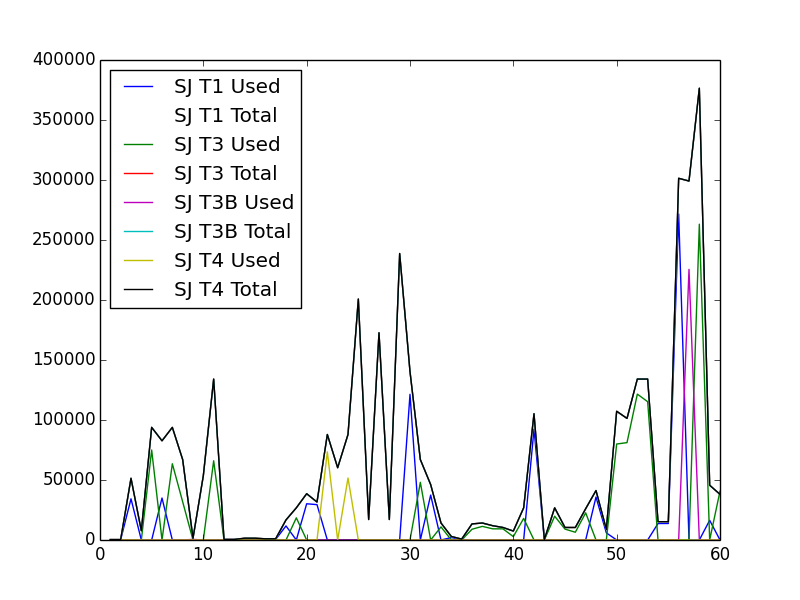 400000
350000
300000
250000
200000
150000
100000
50000
0
SJ T1 Used
SJ T1 Total
SJ T3 Used
SJ T3 Total
SJ T3B Used
SJ T3B Total
SJ T4 Used
SJ T4 Total
0 10 20 30 40 50 60